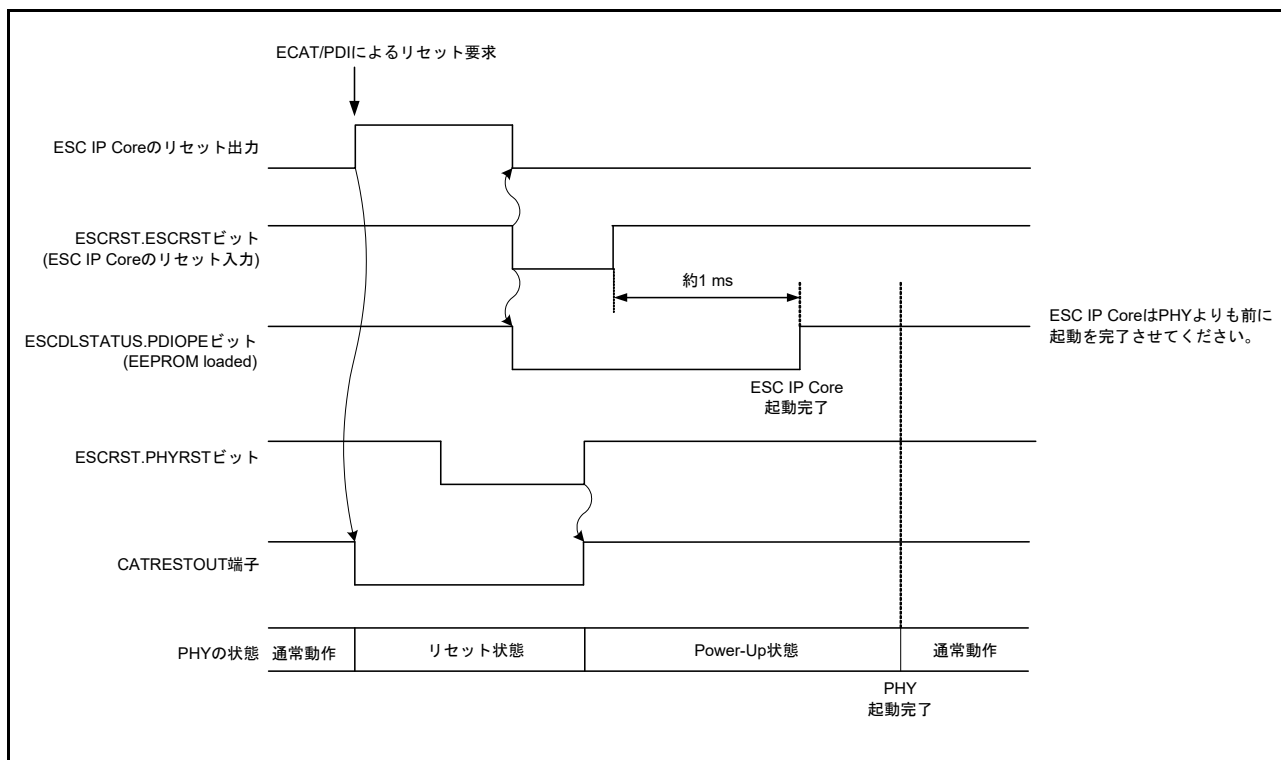 ECAT/PDIによるリセット要求
ESC IP Coreのリセット出力
ESCRST.ESCRSTビット
(ESC IP Coreのリセット入力)
約1 ms
ESCDLSTATUS.PDIOPEビット
(EEPROM loaded)
ESC IP CoreはPHYよりも前に
起動を完了させてください。
ESC IP Core
起動完了
ESCRST.PHYRSTビット
CATRESTOUT端子
PHYの状態 通常動作 リセット状態 Power-Up状態 通常動作
PHY
起動完了